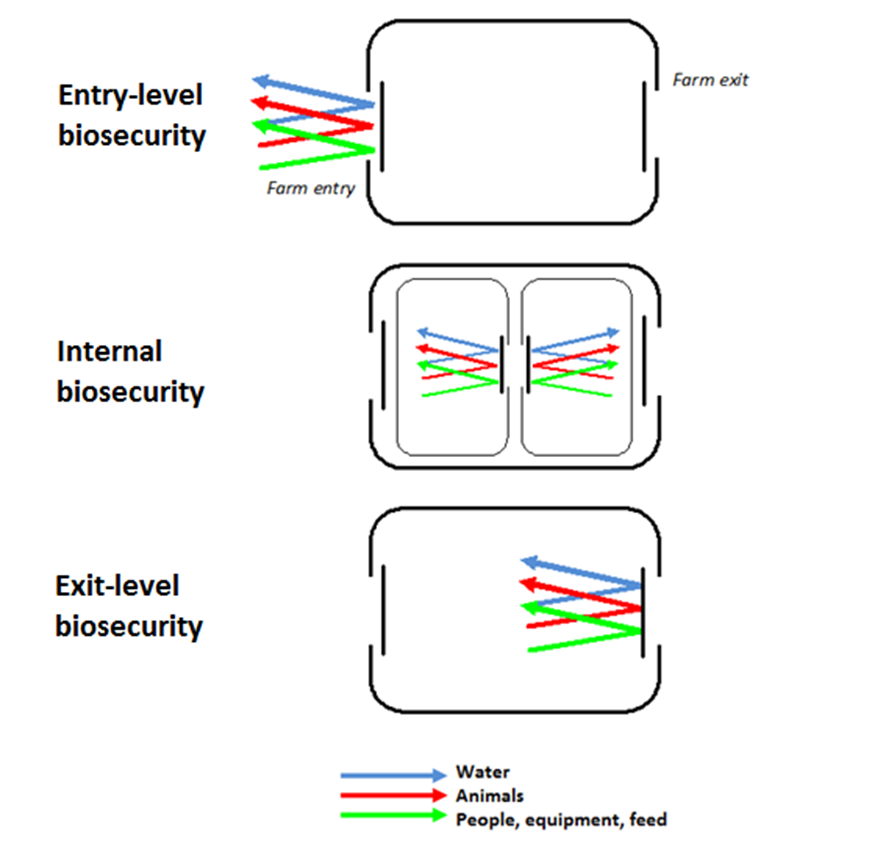 Entry-level
biosecurity
Farm exit
Farm entry
Internal
biosecurity
Exit-level
biosecurity
Water
Animals
People, equipment, feed